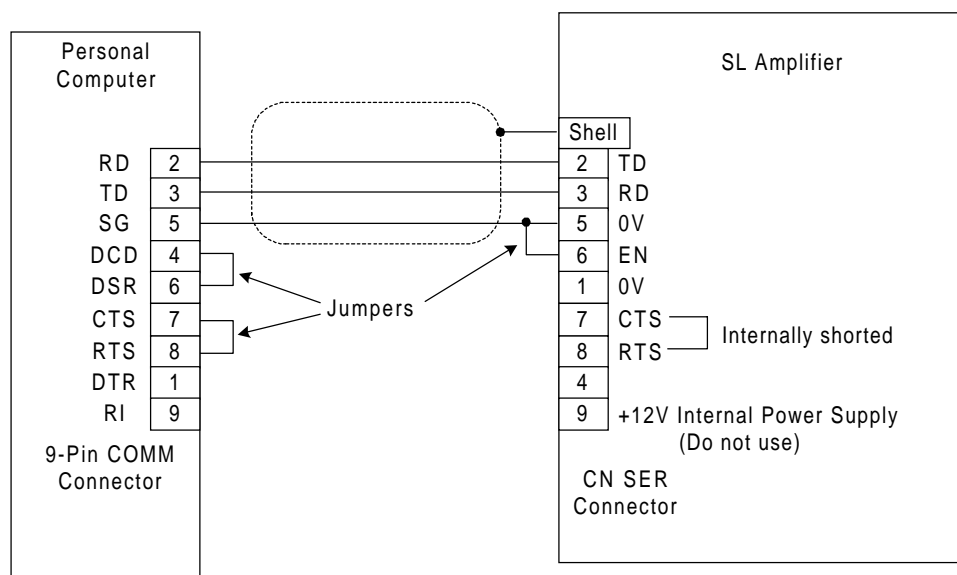 Personal
Computer
SL Amplifier
Shell
RD 2
2 TD
TD 3
3 RD
SG 5
5 0V
DCD 4
6 EN
DSR 6
1 0V
Jumpers
CTS 7
7 CTS
Internally shorted
RTS 8
8 RTS
DTR 1
4
RI 9
9 +12V Internal Power Supply
(Do not use)
9-Pin COMM
Connector
CN SER
Connector